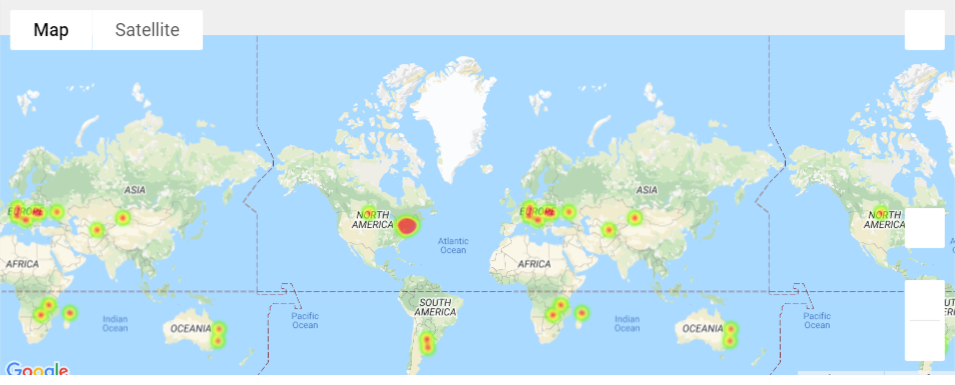 Map
Satellite
ASIA
ASIA
EUROPE
NORTH
AMERICA
EUROPE
NORTH
AMERICA
Atlantic
Ocean
AFRICA
AFRICA
SOUTH
AMERICA
Indian
Ocean
OCEANIA
Pacific
Ocean
Indian
Ocean
OCEANIA
Pacific
Ocean
Google